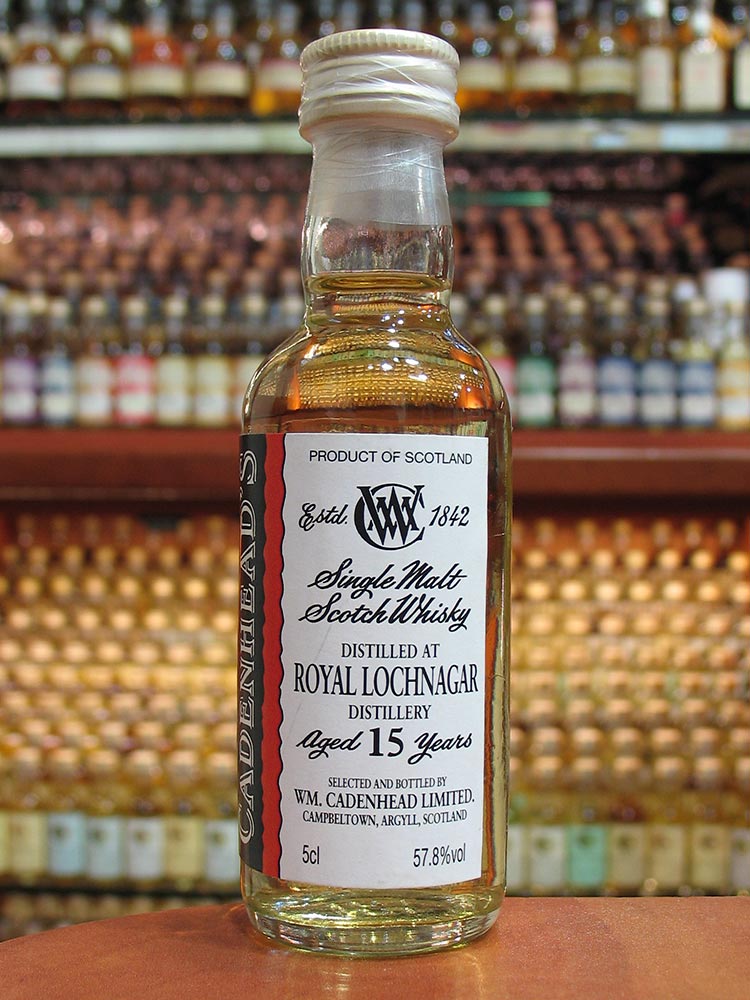 CADENHEAD'S
PRODUCT OF SCOTLAND
Estd. WMC 1842
Single Malt
Scotch Whisky
DISTILLED AT
ROYAL LOCHNAGAR
DISTILLERY
Aged 15 Years
SELECTED AND BOTTLED BY
WM. CADENHEAD LIMITED.
CAMPBELTOWN, ARGYLL, SCOTLAND
5cl 57.8%vol